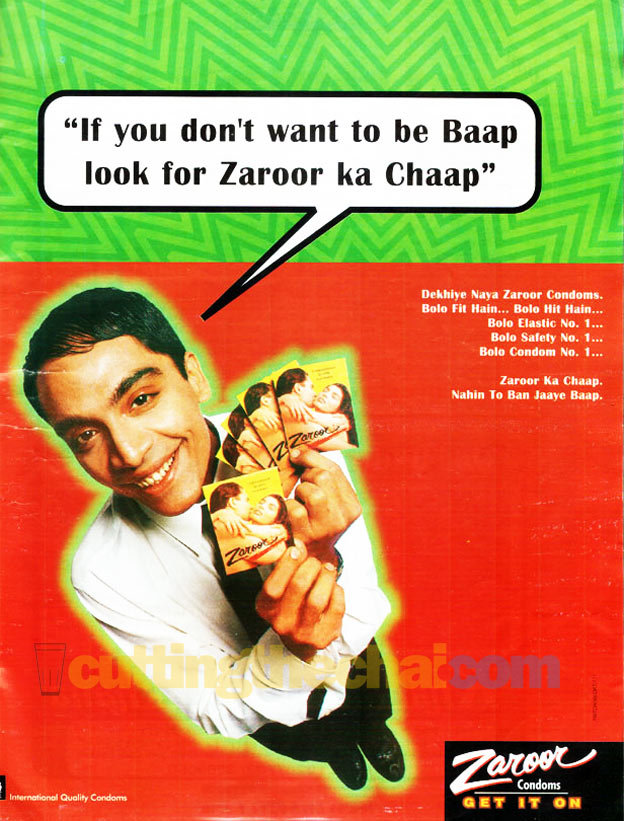 “If you don't want to be Baap
look for Zaroor ka Chaap”
Dekhiye Naya Zaroor Condoms.
Bolo Fit Hain... Bolo Hit Hain...
Bolo Elastic No. 1...
Bolo Safety No. 1...
Bolo Condom No. 1...
Zaroor Ka Chaap.
Nahin To Ban Jaaye Baap.
Zaroor
Zaroor
cuttingthechai.com
Zaroor
Condoms
GET IT ON
International Quality Condoms